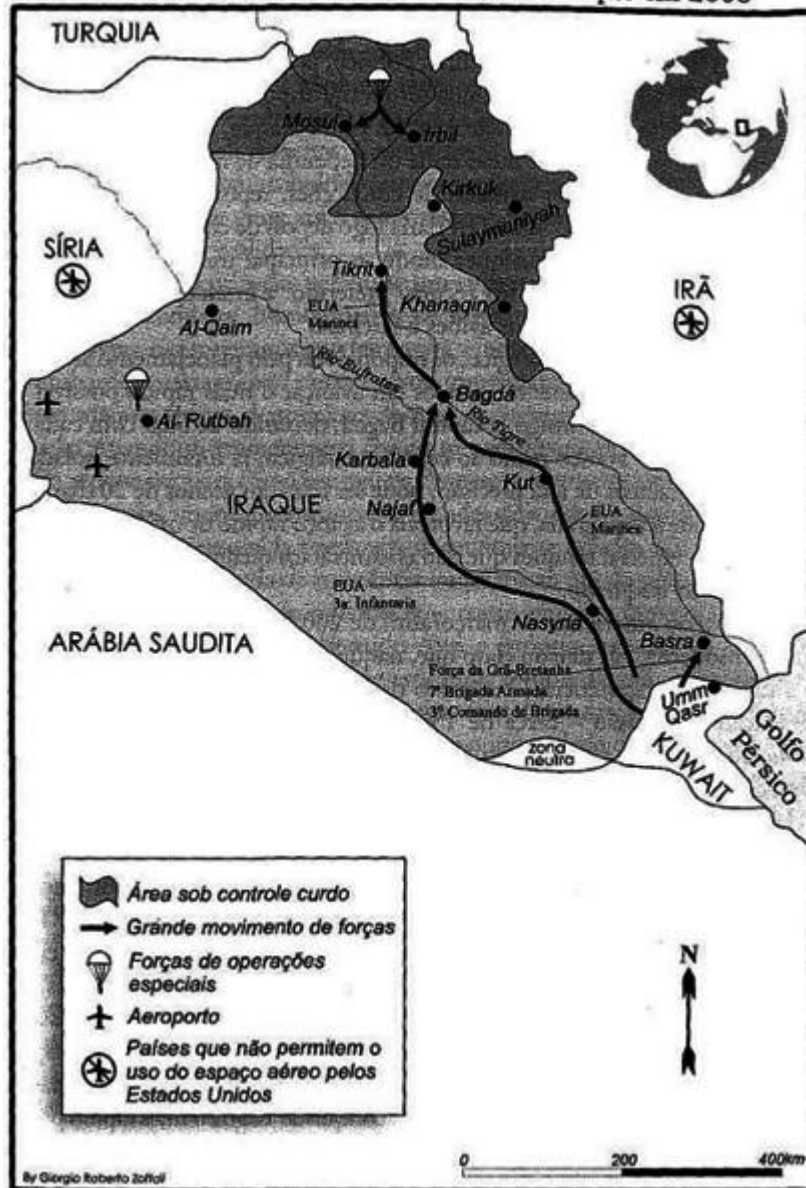 2003
TURQUIA
Mosul
Irbil
Kirkuk
Sulaymuniyah
SÍRIA
Tikrit
IRÃ
EUA
Marines
Khanaqin
Al-Qaim
Rio Eufrates
Bagdá
Rio Tigre
Al-Rutbah
Karbala
Kut
IRAQUE
Najaf
EUA
Marines
EUA
3a. Infantaria
Nasyria
ARÁBIA SAUDITA
Basra
Força da Grã-Bretanha
7ª Brigada Armada
3º Comando de Brigada
Umm
Qasr
zona
neutra
KUWAIT
Golfo
Pérsico
Área sob controle curdo
Grande movimento de forças
Forças de operações
especiais
Aeroporto
Países que não permitem o
uso do espaço aéreo pelos
Estados Unidos
N
0 200 400km
By Giorgio Roberto Zoffoli